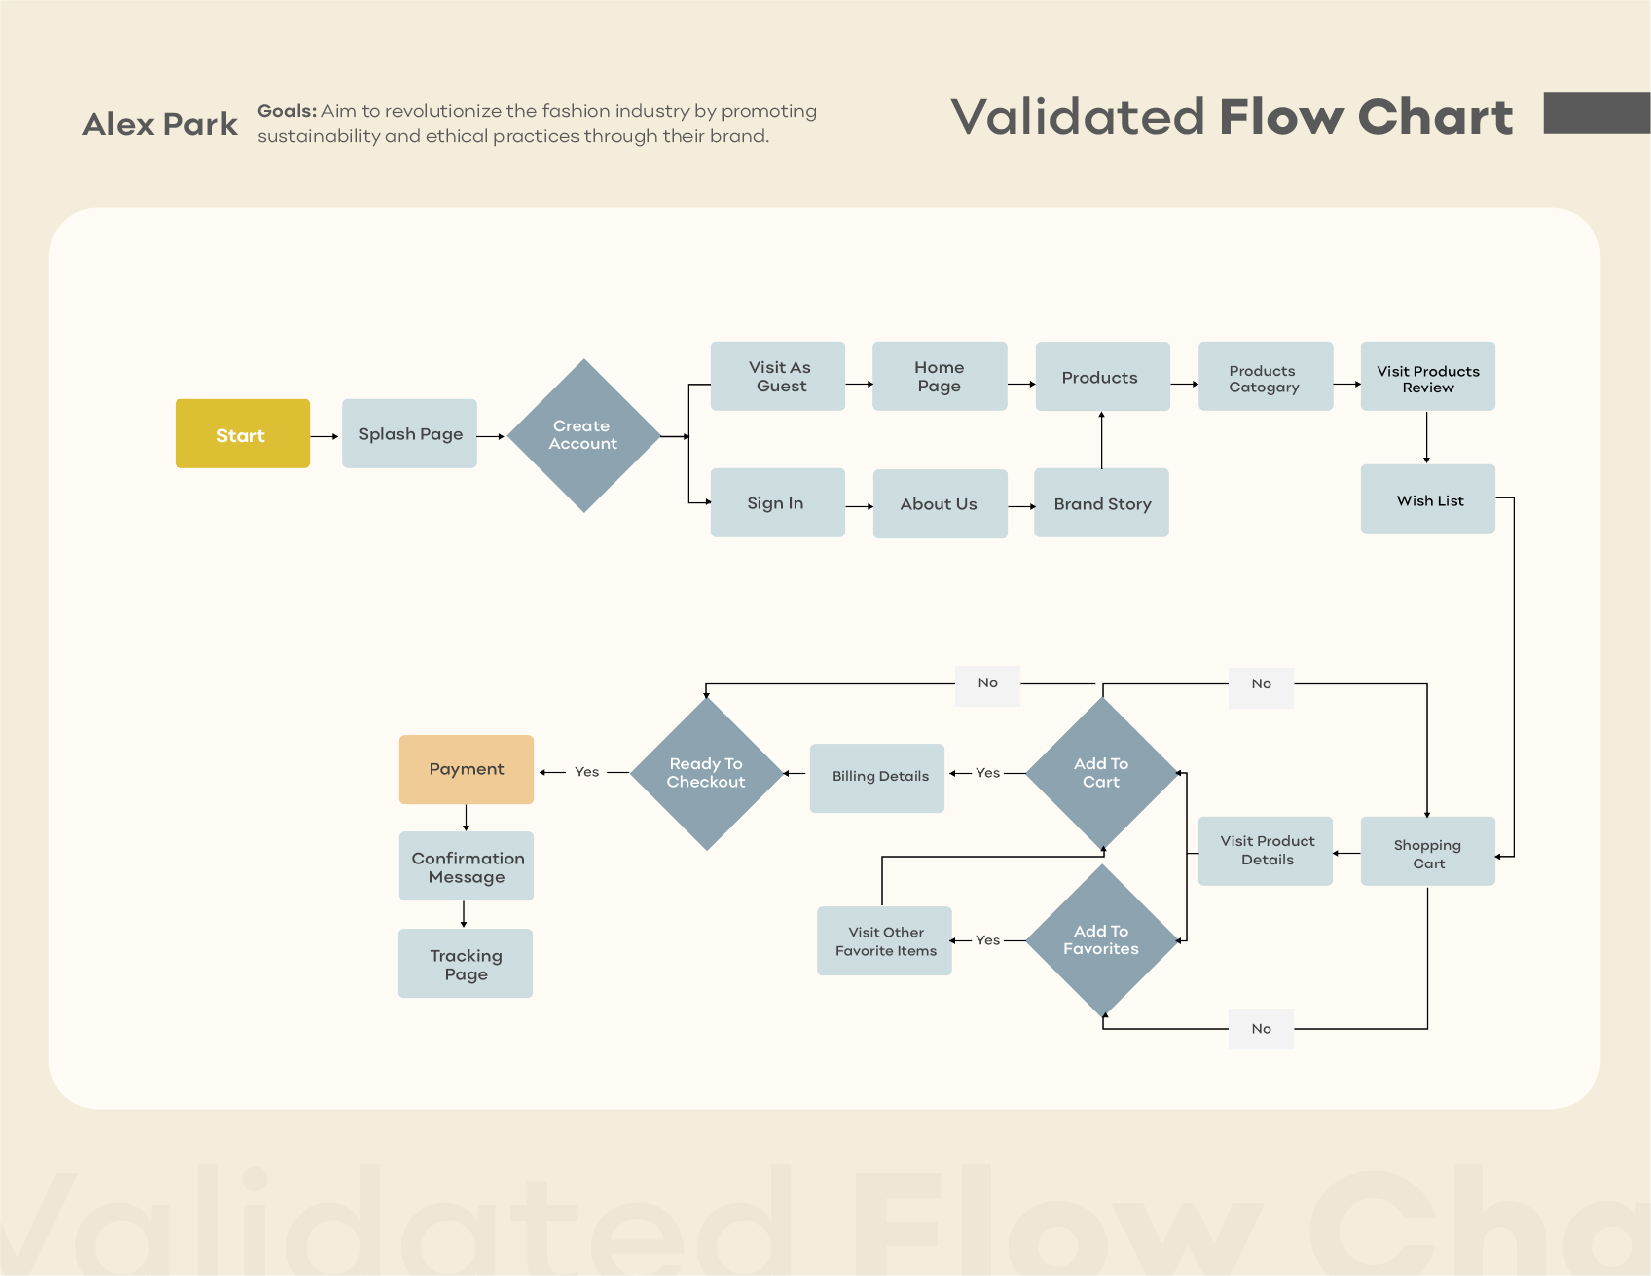 Alex Park
Goals: Aim to revolutionize the fashion industry by promoting
sustainability and ethical practices through their brand.
Validated Flow Chart
Start
Splash Page
Create
Account
Visit As
Guest
Home
Page
Products
Products
Catogary
Visit Products
Review
Sign In
About Us
Brand Story
Wish List
No
No
Payment
Yes
Ready To
Checkout
Billing Details
Yes
Add To
Cart
Visit Product
Details
Shopping
Cart
Confirmation
Message
Visit Other
Favorite Items
Yes
Add To
Favorites
Tracking
Page
No
Validated Flow Cha